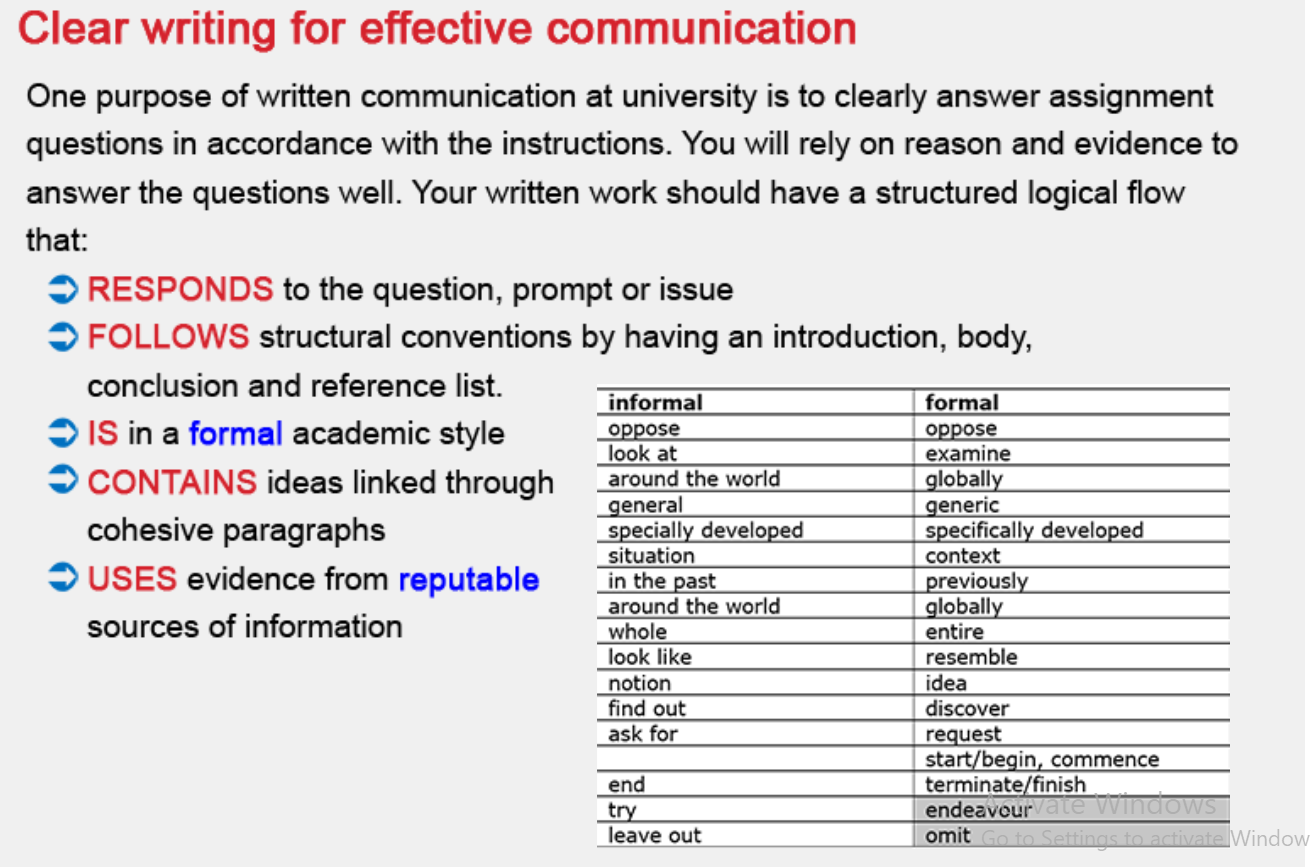 Clear writing for effective communication
One purpose of written communication at university is to clearly answer assignment
questions in accordance with the instructions. You will rely on reason and evidence to
answer the questions well. Your written work should have a structured logical flow
that:
RESPONDS to the question, prompt or issue
FOLLOWS structural conventions by having an introduction, body,
conclusion and reference list.
IS in a formal academic style
CONTAINS ideas linked through
cohesive paragraphs
USES evidence from reputable
sources of information
informal formal
oppose oppose
look at examine
around the world globally
general generic
specially developed specifically developed
situation context
in the past previously
around the world globally
whole entire
look like resemble
notion idea
find out discover
ask for request
start/begin, commence
end terminate/finish
try endeavour
leave out omit
Activate Windows
Go to Settings to activate Window